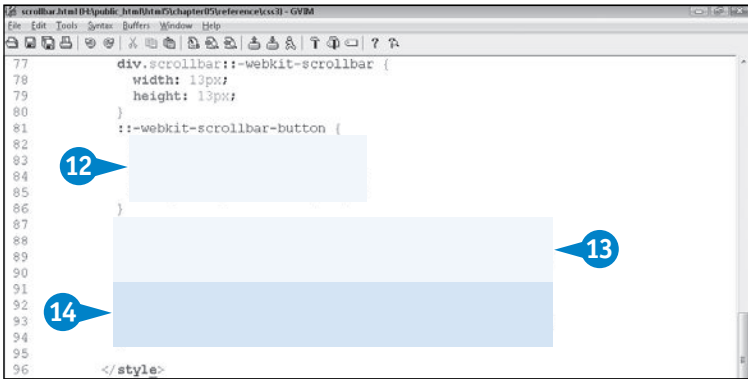 scrollbar.html (H:\public_html\html5\chapter05\reference\css3) - GVIM
File Edit Tools Syntax Buffers Window Help
77 div.scrollbar::-webkit-scrollbar {
78 width: 13px;
79 height: 13px;
80 }
81 ::-webkit-scrollbar-button {
82
83
12
84
85
86 }
87
88
13
89
90
91
92
14
93
94
95
96 </style>